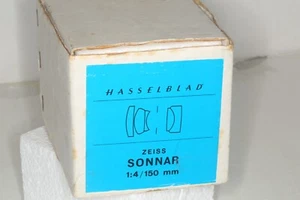 HASSELBLAD
ZEISS
SONNAR
1:4/150 mm